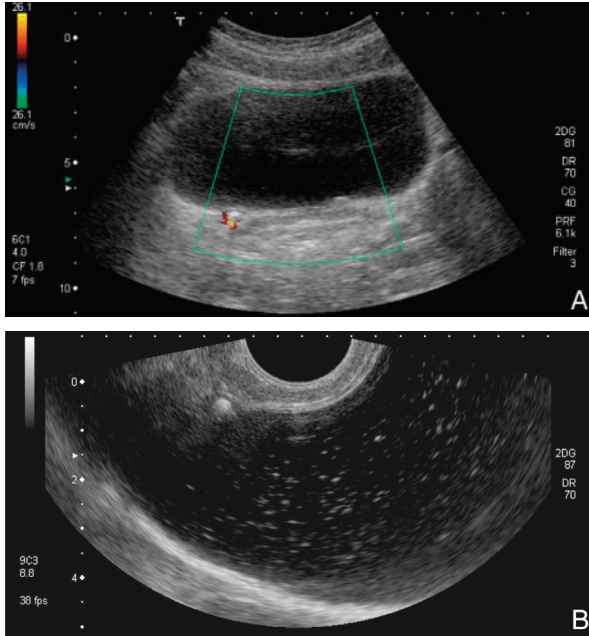 26.1
26.1
cm/s
T
0
5
10
6C1
4.0
CF 1.8
7 fps
2DG
81
DR
70
CG
40
PRF
6.1k
Filter
3
A
0
2
4
9C3
8.8
38 fps
2DG
87
DR
70
B